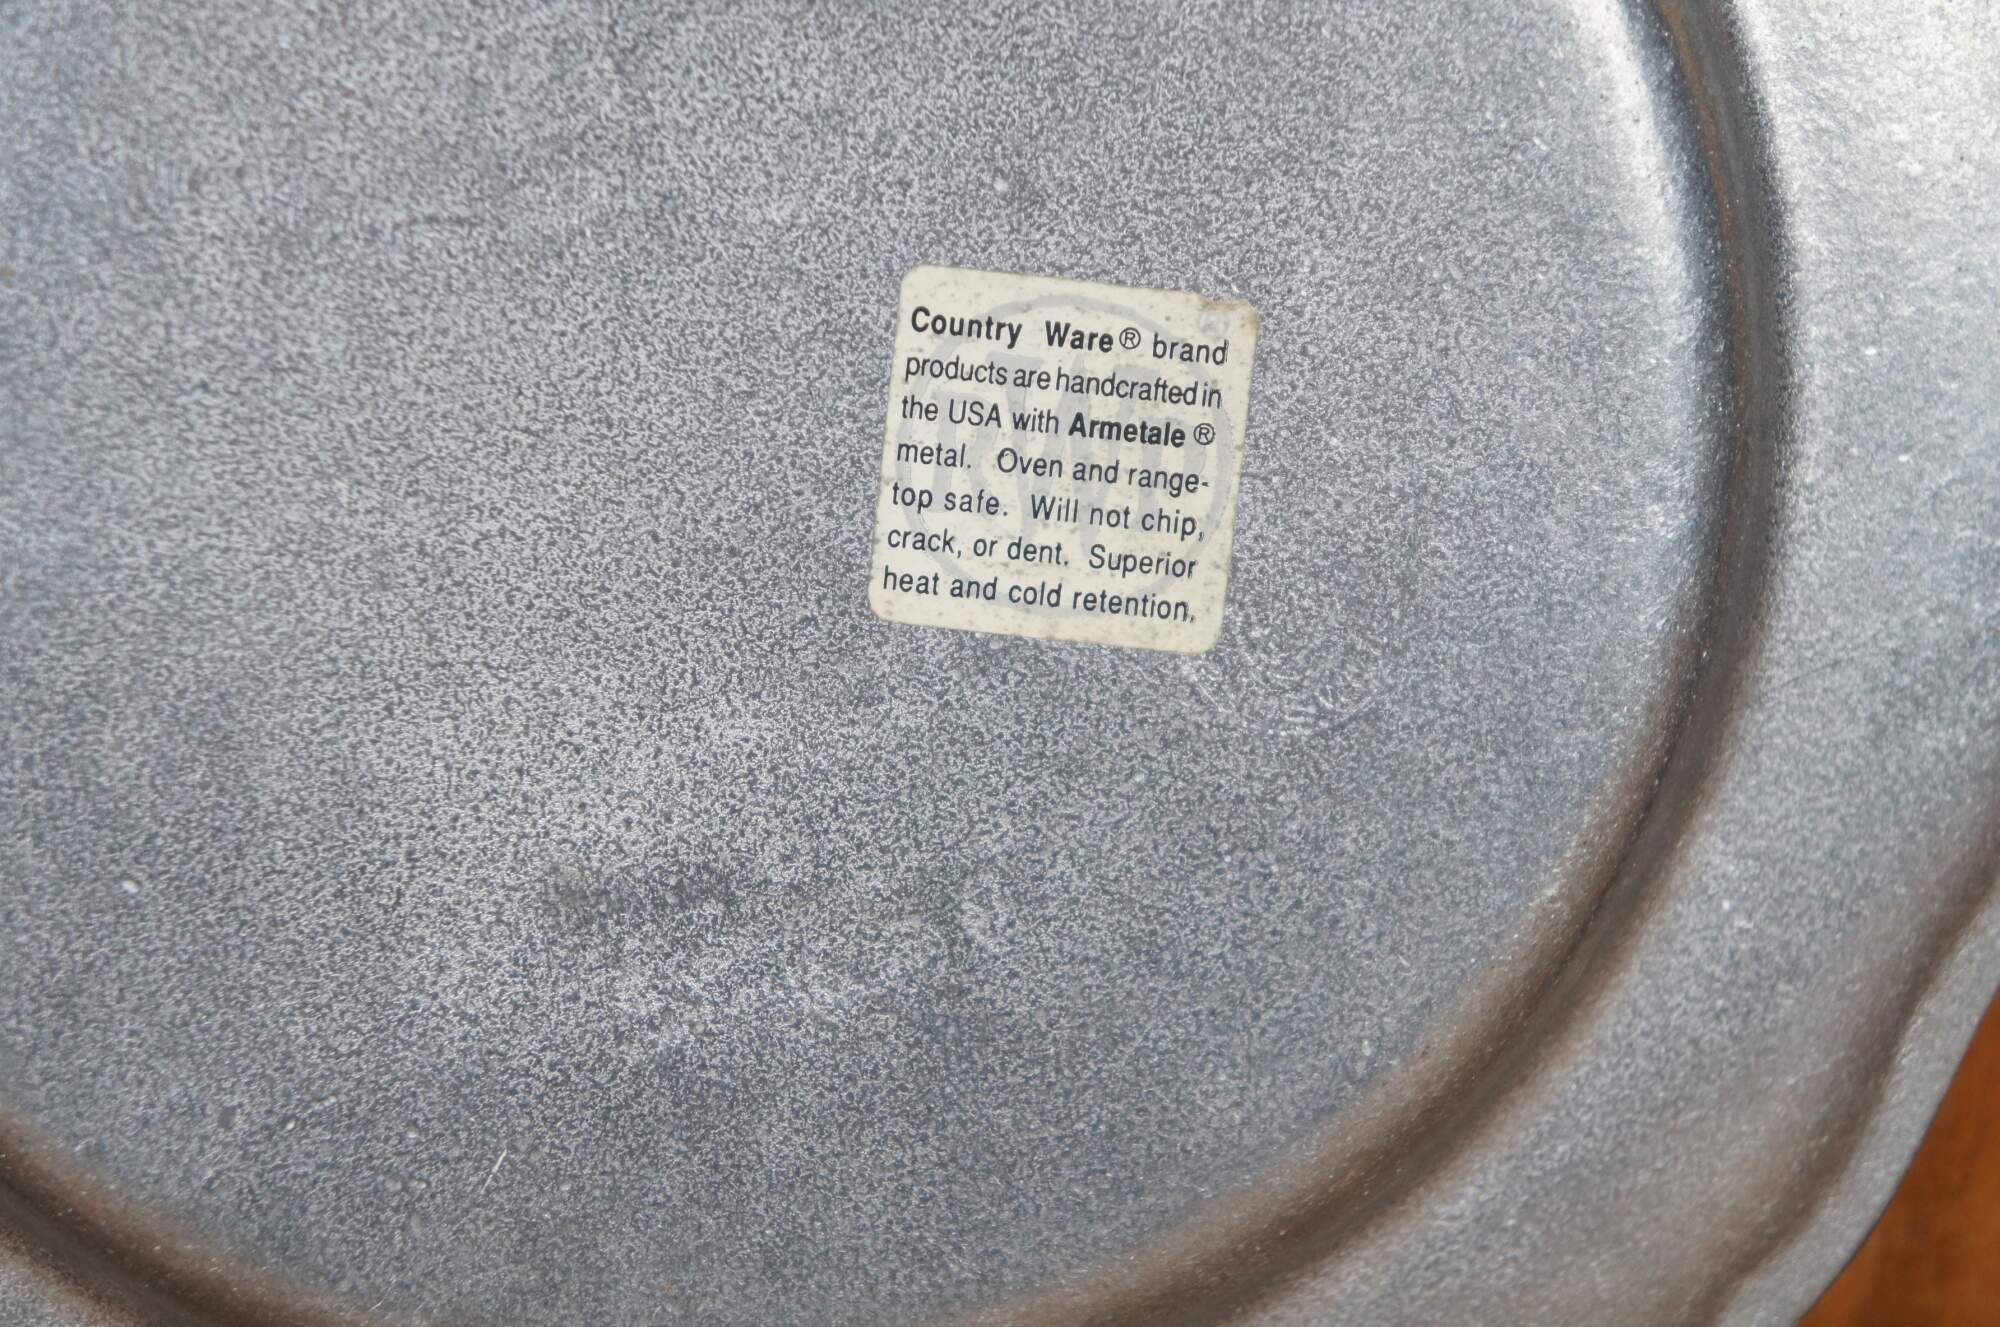 Country Ware® brand
products are handcrafted in
the USA with Armetale®
metal. Oven and range-
top safe. Will not chip,
crack, or dent. Superior
heat and cold retention.